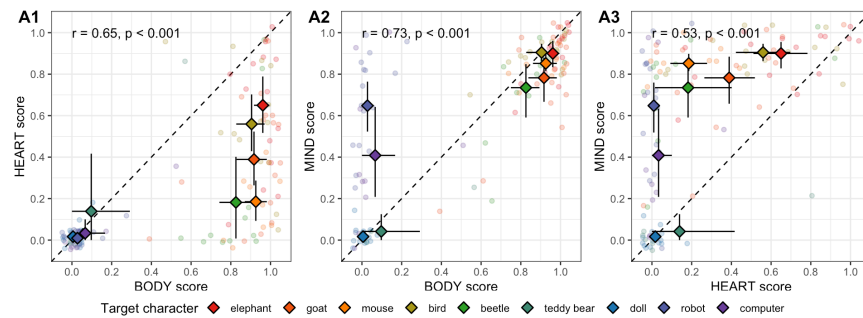 A1
r = 0.65, p < 0.001
HEART score
1.0
0.8
0.6
0.4
0.2
0.0
0.0 0.2 0.4 0.6 0.8 1.0
BODY score
A2
r = 0.73, p < 0.001
MIND score
1.0
0.8
0.6
0.4
0.2
0.0
0.0 0.2 0.4 0.6 0.8 1.0
BODY score
A3
r = 0.53, p < 0.001
MIND score
1.0
0.8
0.6
0.4
0.2
0.0
0.0 0.2 0.4 0.6 0.8 1.0
HEART score
Target character elephant goat mouse bird beetle teddy bear doll robot computer